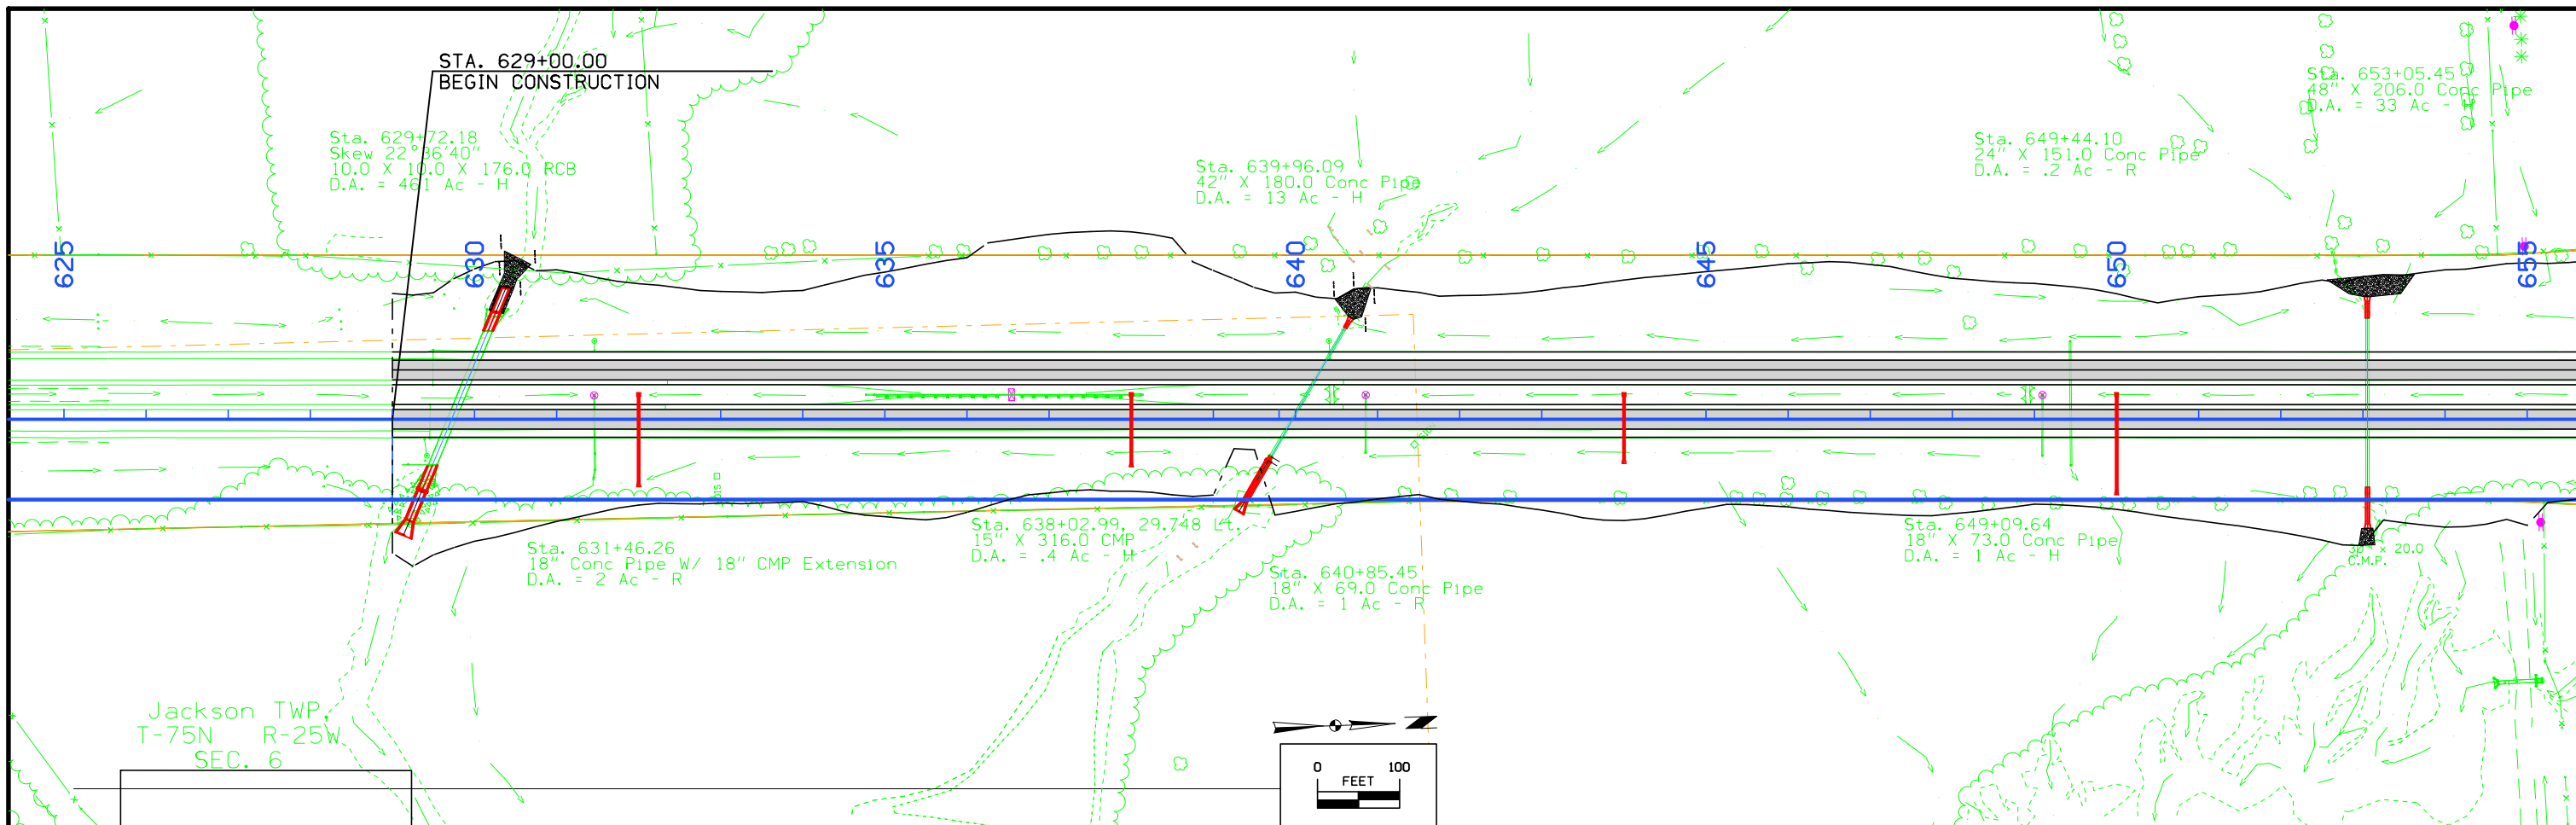 STA. 629+00.00
BEGIN CONSTRUCTION
Sta. 653+05.45
48" X 206.0 Conc Pipe
D.A. = 33 Ac - H
Sta. 629+72.18
Skew 22°36'40"
10.0 X 10.0 X 176.0 RCB
D.A. = 461 Ac - H
Sta. 639+96.09
42" X 180.0 Conc Pipe
D.A. = 13 Ac - H
Sta. 649+44.10
24" X 151.0 Conc Pipe
D.A. = .2 Ac - R
625
630
635
640
645
650
655
Sta. 631+46.26
18" Conc Pipe W/ 18" CMP Extension
D.A. = 2 Ac - R
Sta. 638+02.99, 29.748 Lt.
15" X 316.0 CMP
D.A. = .4 Ac - H
Sta. 640+85.45
18" X 69.0 Conc Pipe
D.A. = 1 Ac - R
Sta. 649+09.64
18" X 73.0 Conc Pipe
D.A. = 1 Ac - H
X 20.0
C.M.P.
Jackson TWP.
T-75N R-25W
SEC. 6
0 100
FEET